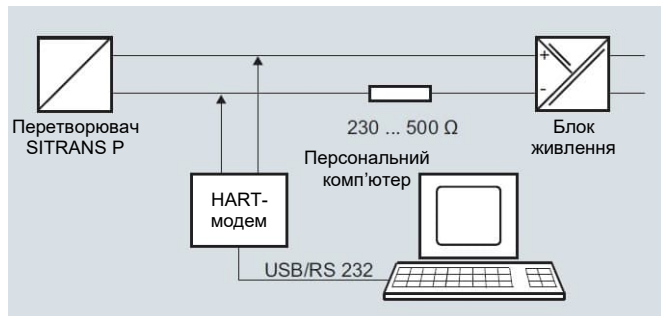 +
-
Перетворювач
SITRANS P
230 ... 500 Ω
Блок
живлення
Персональний
комп’ютер
HART-
модем
USB/RS 232